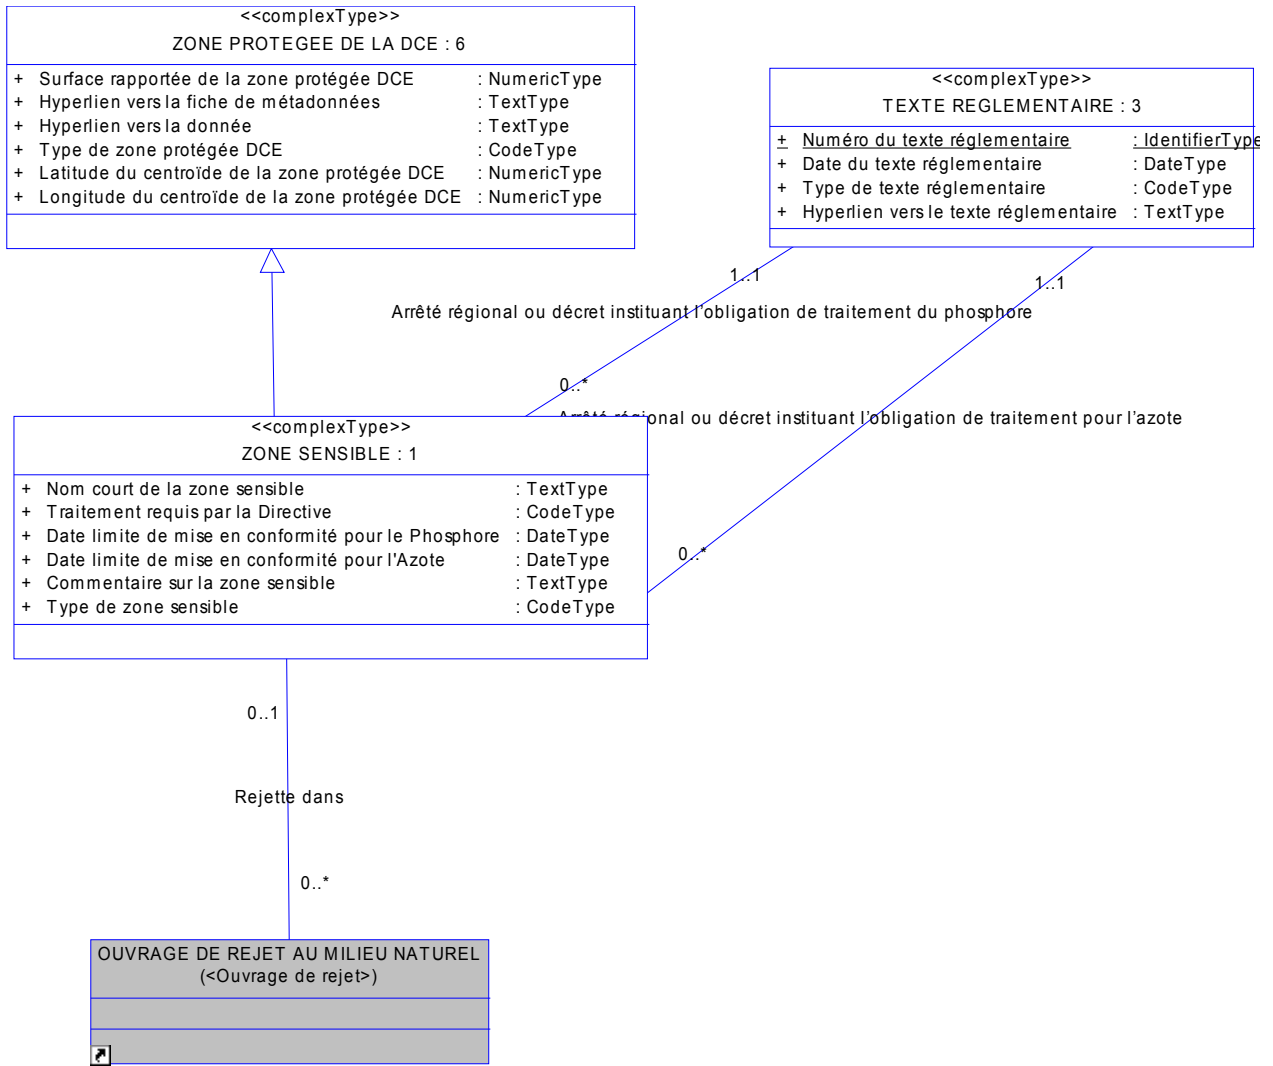 <<complexType>>
ZONE PROTEGEE DE LA DCE : 6
+ Surface rapportée de la zone protégée DCE : NumericType
+ Hyperlien vers la fiche de métadonnées : TextType
+ Hyperlien vers la donnée : TextType
+ Type de zone protégée DCE : CodeType
+ Latitude du centroïde de la zone protégée DCE : NumericType
+ Longitude du centroïde de la zone protégée DCE : NumericType
<<complexType>>
TEXTE REGLEMENTAIRE : 3
+ Numéro du texte réglementaire : IdentifierType
+ Date du texte réglementaire : DateType
+ Type de texte réglementaire : CodeType
+ Hyperlien vers le texte réglementaire : TextType
1..1
1..1
Arrêté régional ou décret instituant l'obligation de traitement du phosphore
0..*
Arrêté régional ou décret instituant l'obligation de traitement pour l'azote
<<complexType>>
ZONE SENSIBLE : 1
+ Nom court de la zone sensible : TextType
+ Traitement requis par la Directive : CodeType
+ Date limite de mise en conformité pour le Phosphore : DateType
+ Date limite de mise en conformité pour l'Azote : DateType
+ Commentaire sur la zone sensible : TextType
+ Type de zone sensible : CodeType
0..*
0..1
Rejette dans
0..*
OUVRAGE DE REJET AU MILIEU NATUREL
(<Ouvrage de rejet>)